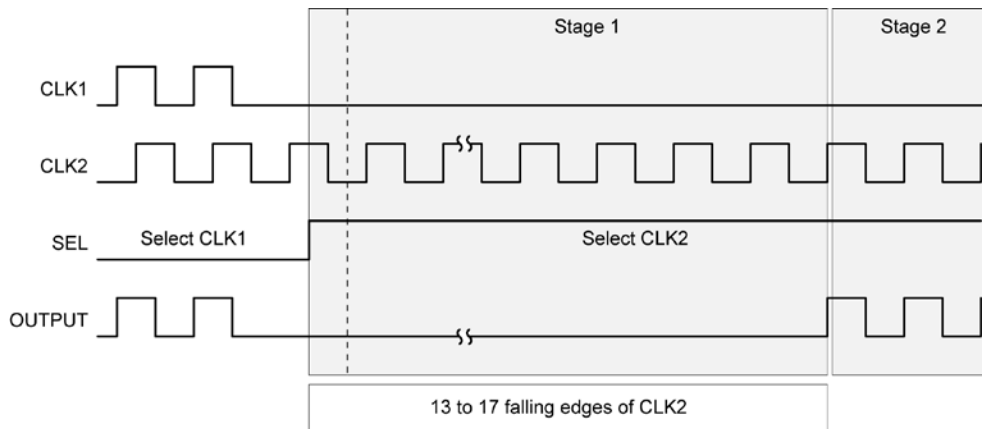 Stage 1
Stage 2
CLK1
CLK2
SEL
Select CLK1
Select CLK2
OUTPUT
13 to 17 falling edges of CLK2